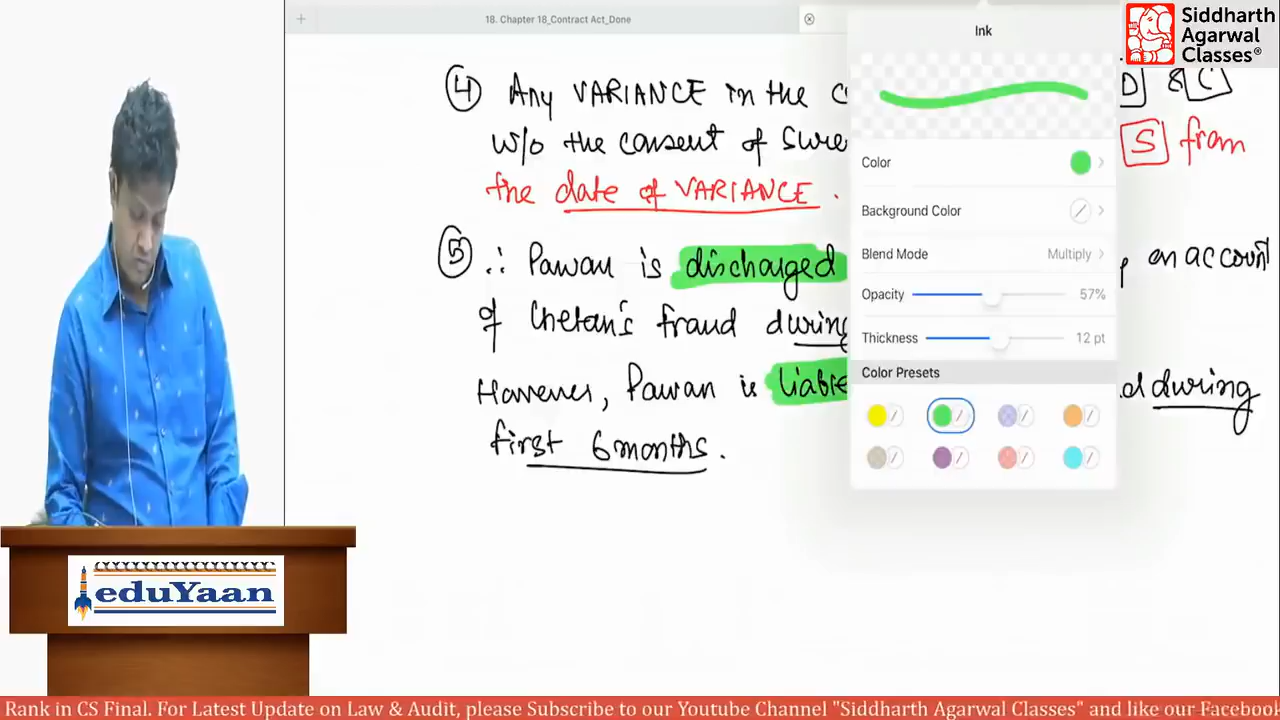 18. Chapter 18_Contract Act_Done
Siddharth
Agarwal
Classes®
Ink
④ Any VARIANCE in the C D & C
w/o the consent of Sure S from
the date of VARIANCE.
Color
Background Color
Blend Mode Multiply
Opacity 57%
Thickness 12 pt
Color Presets
⑤ ∴ Pawan is discharged on account
of Chetan's fraud during
However, Pawan is liable d during
first 6 months.
eduYaan
Rank in CS Final. For Latest Update on Law & Audit, please Subscribe to our Youtube Channel "Siddharth Agarwal Classes" and like our Facebook